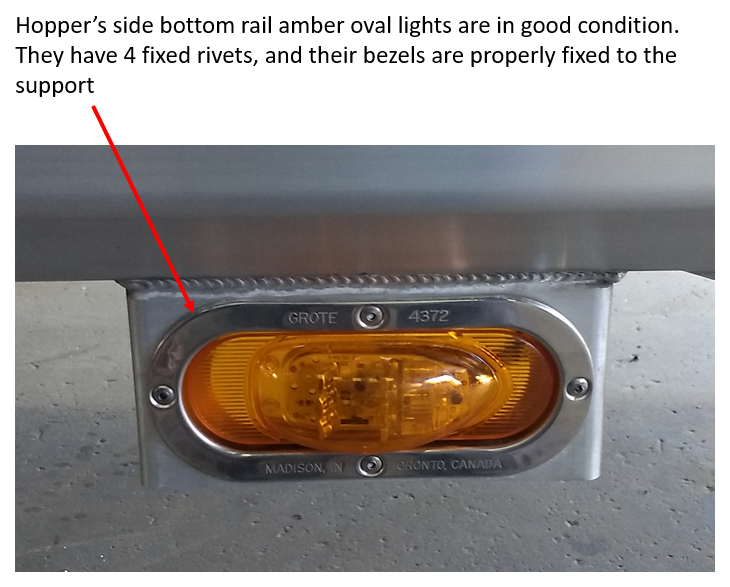 Hopper’s side bottom rail amber oval lights are in good condition.
They have 4 fixed rivets, and their bezels are properly fixed to the
support
GROTE 4372
MADISON, IN ORONTO, CANADA